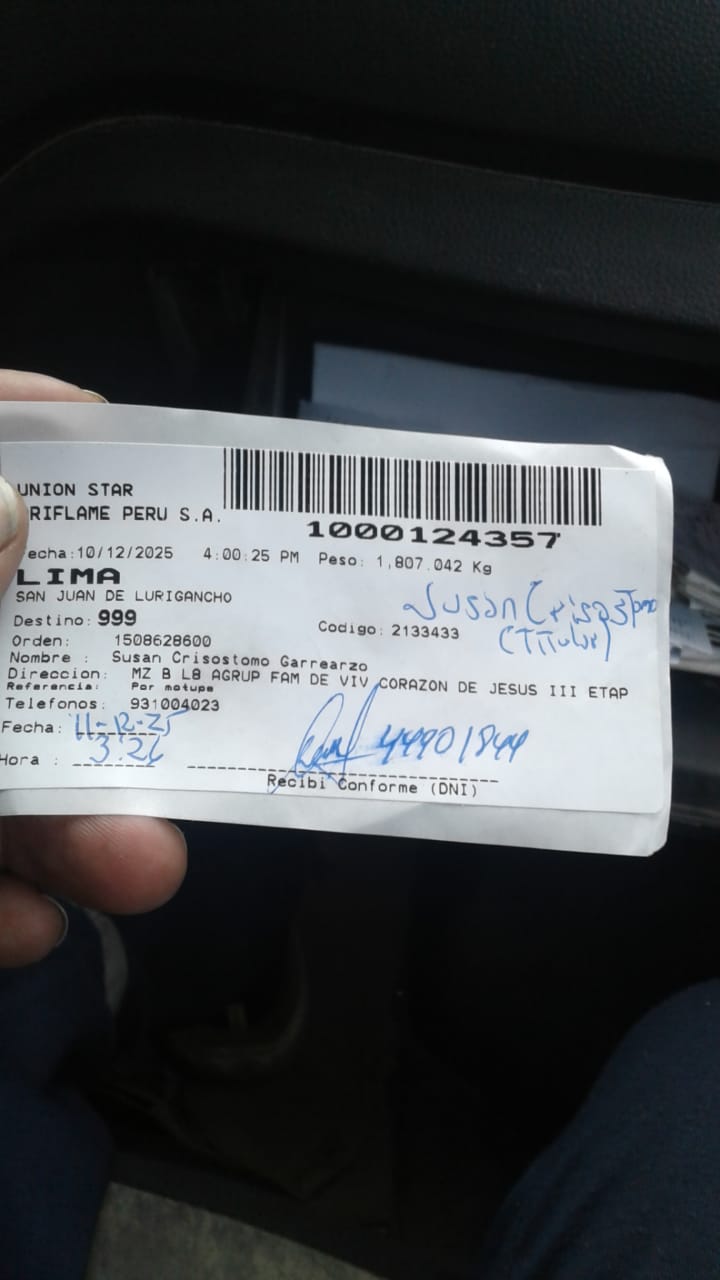 UNION STAR
RIFLAME PERU S.A.
1000124357
echa:10/12/2025 4:00:25 PM Peso: 1,807.042 Kg
LIMA
SAN JUAN DE LURIGANCHO
Destino: 999
Codigo: 2133433
Susan Crisostomo
(Titular)
Orden: 1508628600
Nombre : Susan Crisostomo Garrearzo
Direccion: MZ B L8 AGRUP FAM DE VIV CORAZON DE JESUS III ETAP
Referencia: Por motupe
Telefonos: 931004023
Fecha: 11-12-25
Hora : 3:26
44901844
Recibi Conforme (DNI)